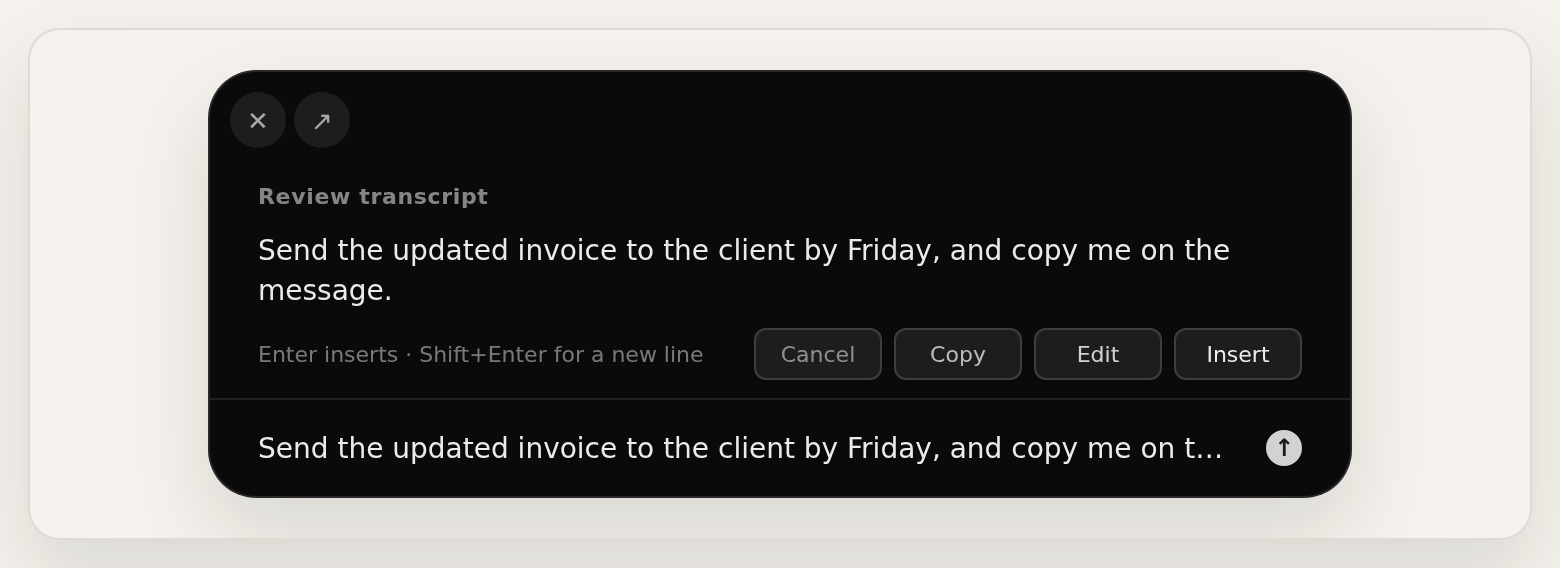 ✕ ↗
Review transcript
Send the updated invoice to the client by Friday, and copy me on the
message.
Enter inserts · Shift+Enter for a new line Cancel Copy Edit Insert
Send the updated invoice to the client by Friday, and copy me on t… ↑